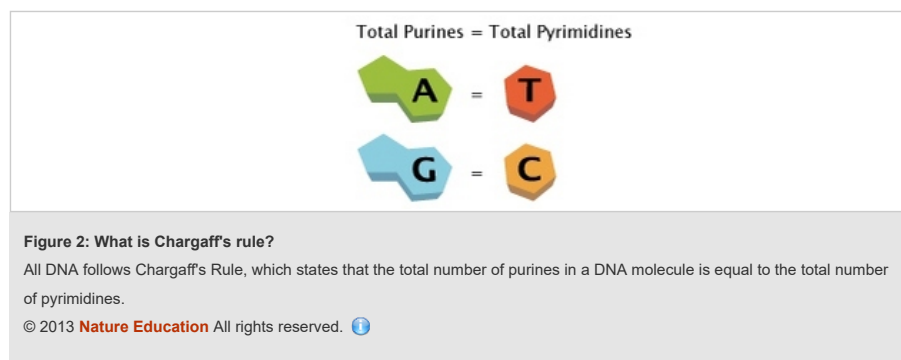 Total Purines = Total Pyrimidines
A = T
G = C
Figure 2: What is Chargaff's rule?
All DNA follows Chargaff's Rule, which states that the total number of purines in a DNA molecule is equal to the total number
of pyrimidines.
© 2013 Nature Education All rights reserved. i